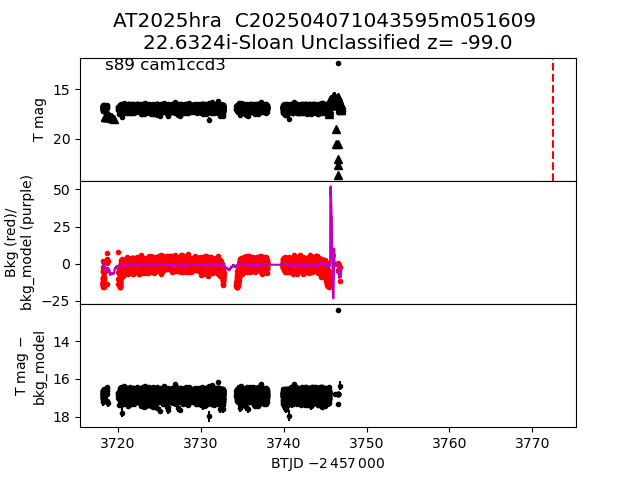 AT2025hra  C202504071043595m051609
22.6324i-Sloan Unclassified z= -99.0
s89 cam1ccd3
T mag
15
20
Bkg (red)/
bkg_model (purple)
50
25
0
−25
T mag −
bkg_model
14
16
18
3720 3730 3740 3750 3760 3770
BTJD −2 457 000